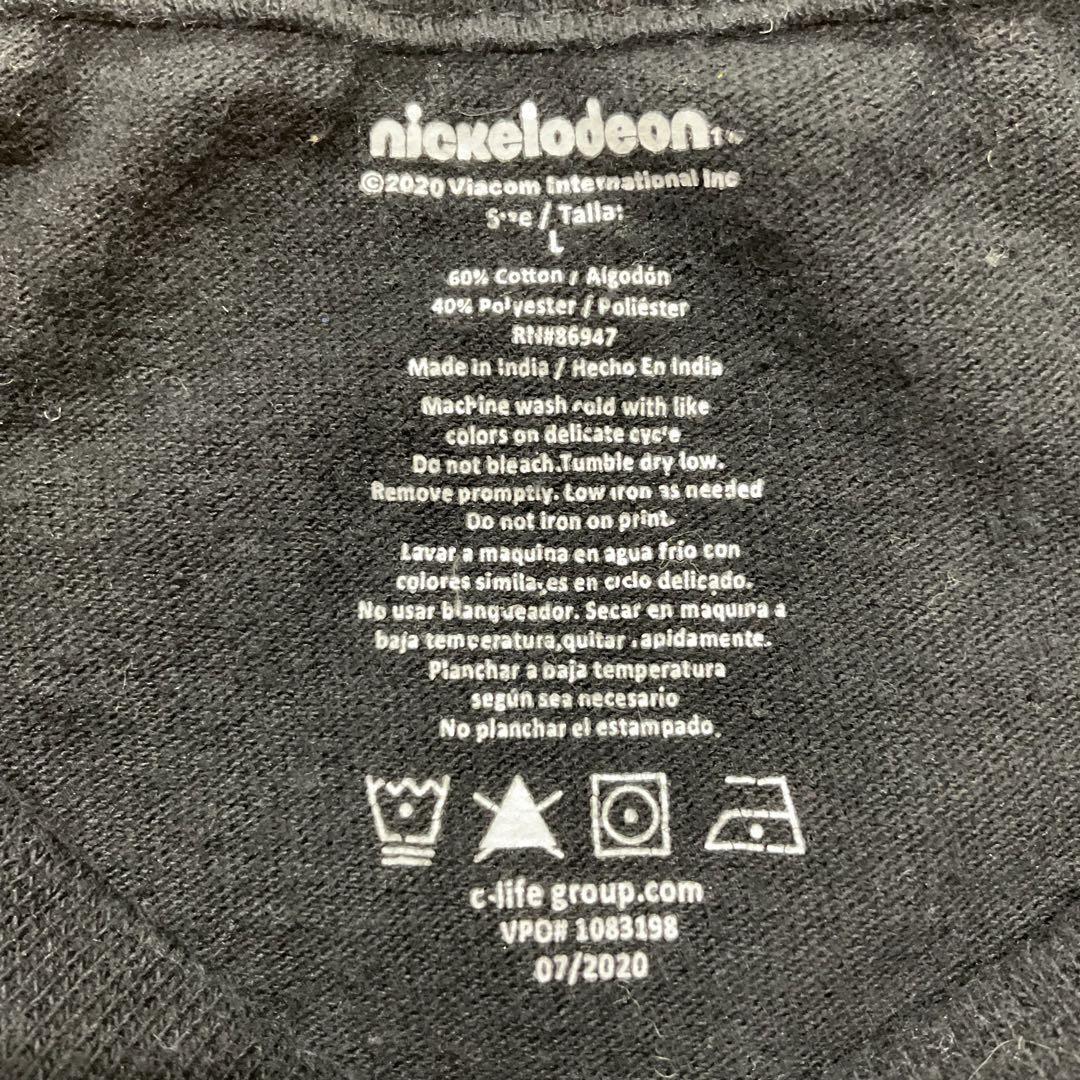 nickelodeon™
©2020 Viacom International Inc
Size / Talla:
L
60% Cotton / Algodón
40% Polyester / Poliéster
RN#86947
Made in India / Hecho En India
Machine wash cold with like
colors on delicate cycle
Do not bleach.Tumble dry low.
Remove promptly. Low iron as needed
Do not iron on print.
Lavar a maquina en agua frio con
colores similares en ciclo delicado.
No usar blanqueador. Secar en maquina a
baja temperatura,quitar rapidamente.
Planchar a baja temperatura
según sea necesario
No planchar el estampado.
c-life group.com
VPO# 1083198
07/2020